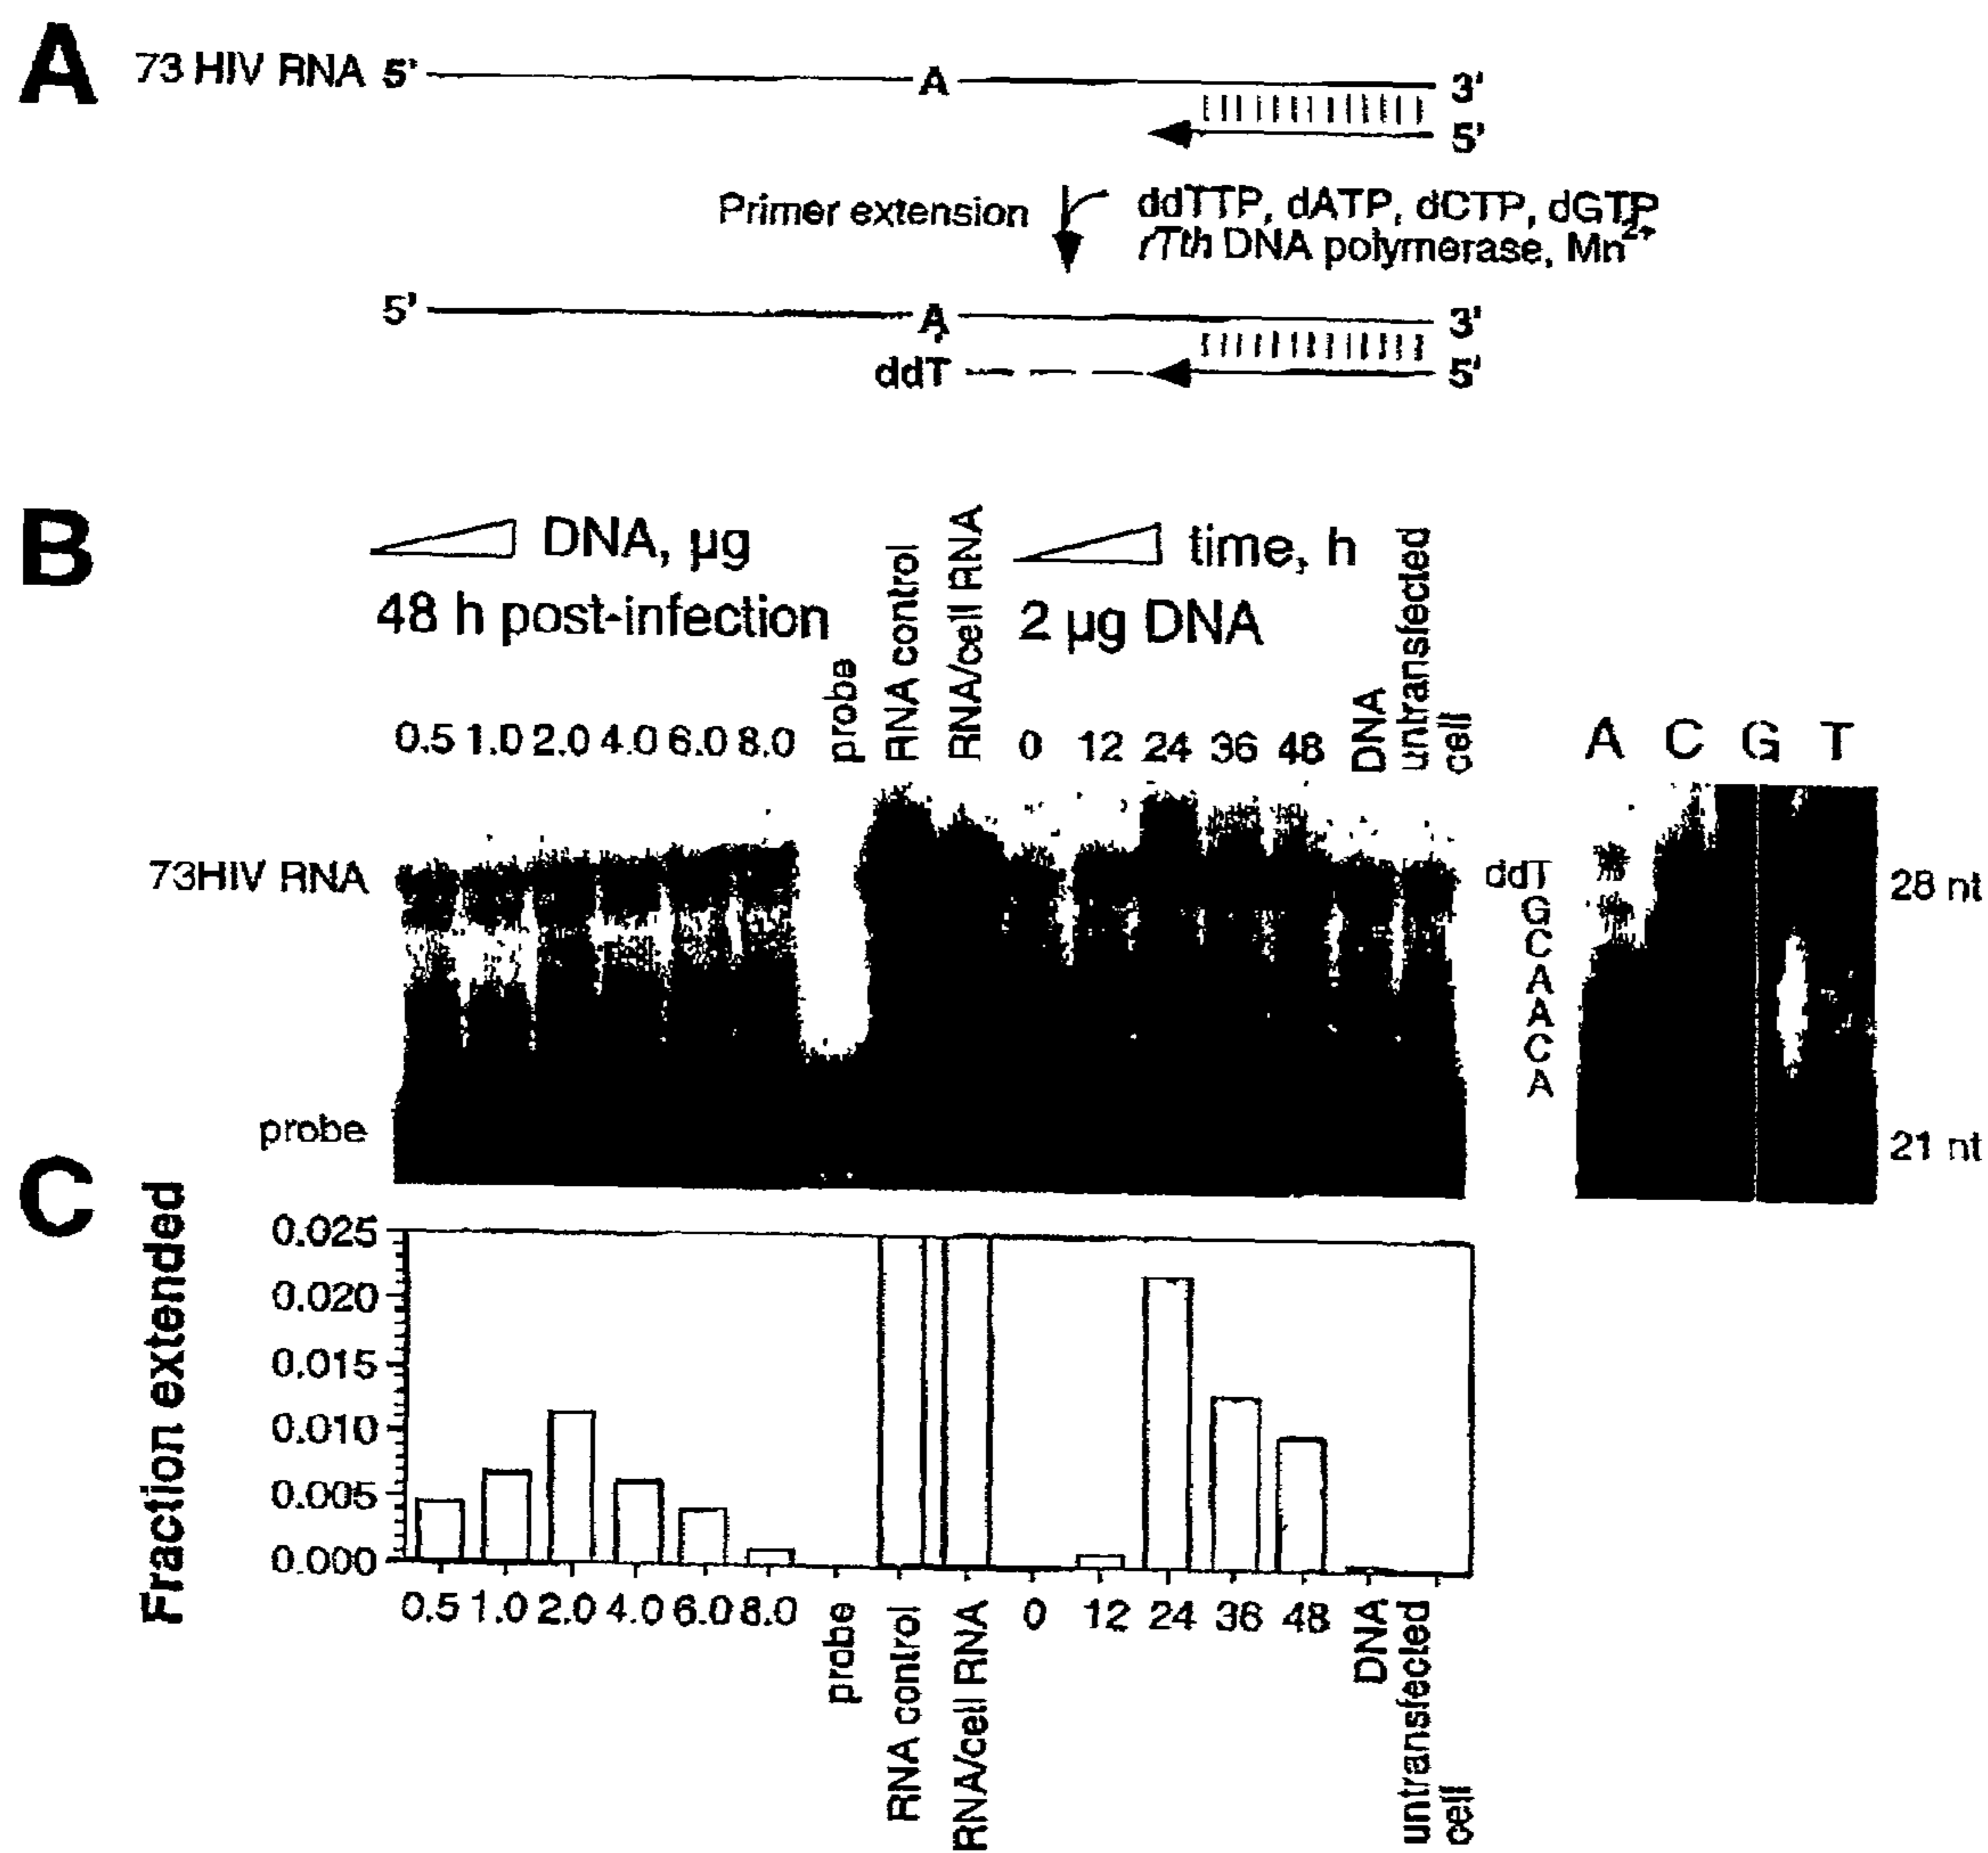 A
73 HIV RNA 5' A 3'
5'
Primer extension ddTTP, dATP, dCTP, dGTP
rTth DNA polymerase, Mn2+
5' A 3'
ddT 5'
B
DNA, µg
48 h post-infection
probe
RNA control
RNA/cell RNA
time, h
2 µg DNA
DNA
untransfected
cell
0.5 1.0 2.0 4.0 6.0 8.0
0 12 24 36 48
A C G T
73HIV RNA
probe
ddT
G
C
A
A
C
A
28 nt
21 nt
C
Fraction extended
0.025
0.020
0.015
0.010
0.005
0.000
0.5 1.0 2.0 4.0 6.0 8.0
probe
RNA control
RNA/cell RNA
0 12 24 36 48
DNA
untransfected
cell